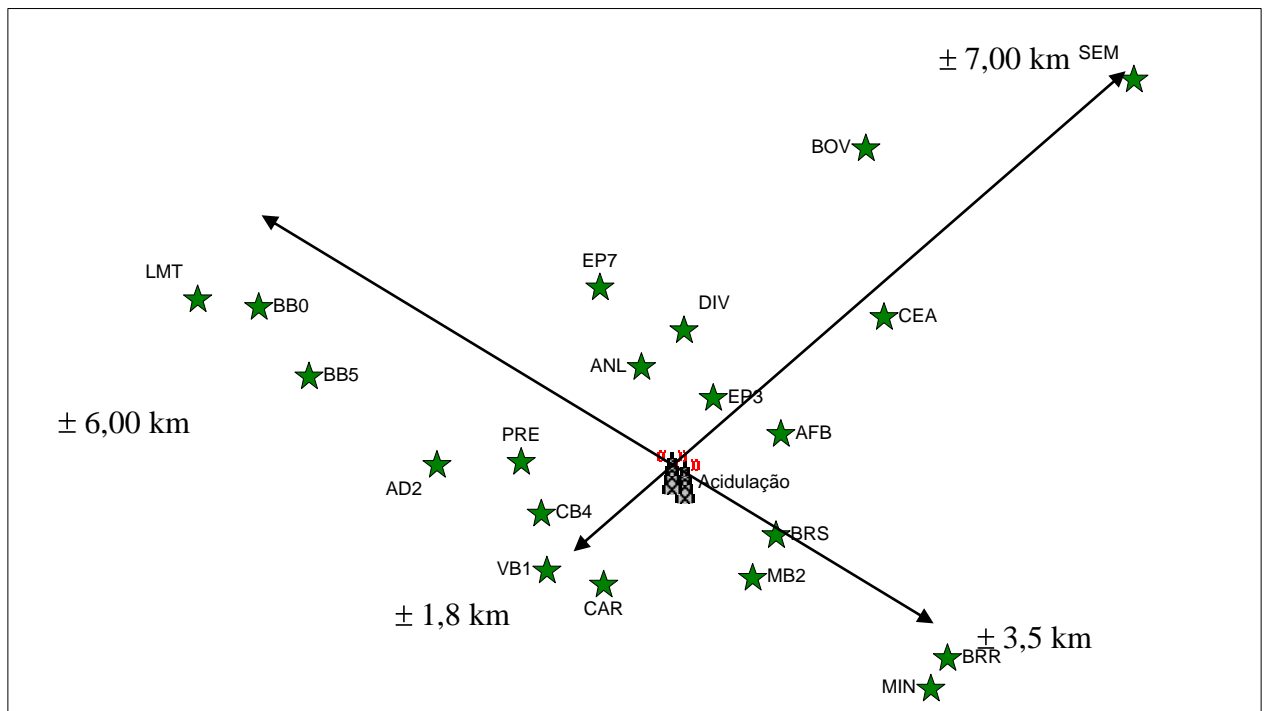 ± 7,00 km
SEM
BOV
EP7
LMT
BB0
DIV
CEA
ANL
BB5
EP3
± 6,00 km
PRE
AFB
AD2
Acidulação
CB4
BRS
VB1
MB2
CAR
± 1,8 km
± 3,5 km
BRR
MIN